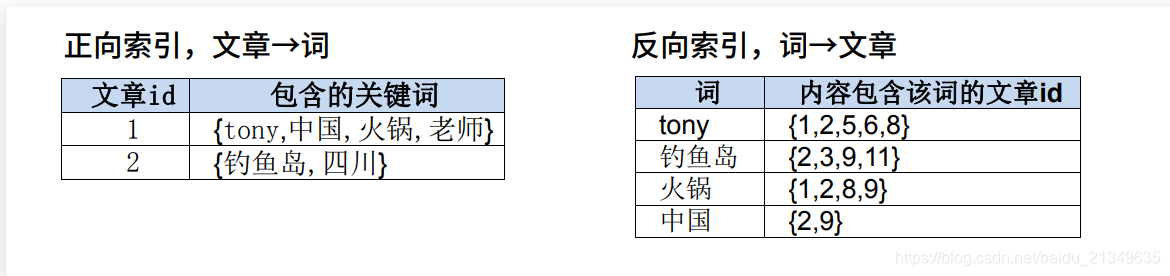 正向索引，文章→词
文章id 包含的关键词
1 {tony,中国,火锅,老师}
2 {钓鱼岛,四川}
反向索引，词→文章
词 内容包含该词的文章id
tony {1,2,5,6,8}
钓鱼岛 {2,3,9,11}
火锅 {1,2,8,9}
中国 {2,9}
https://blog.csdn.net/baidu_21349635